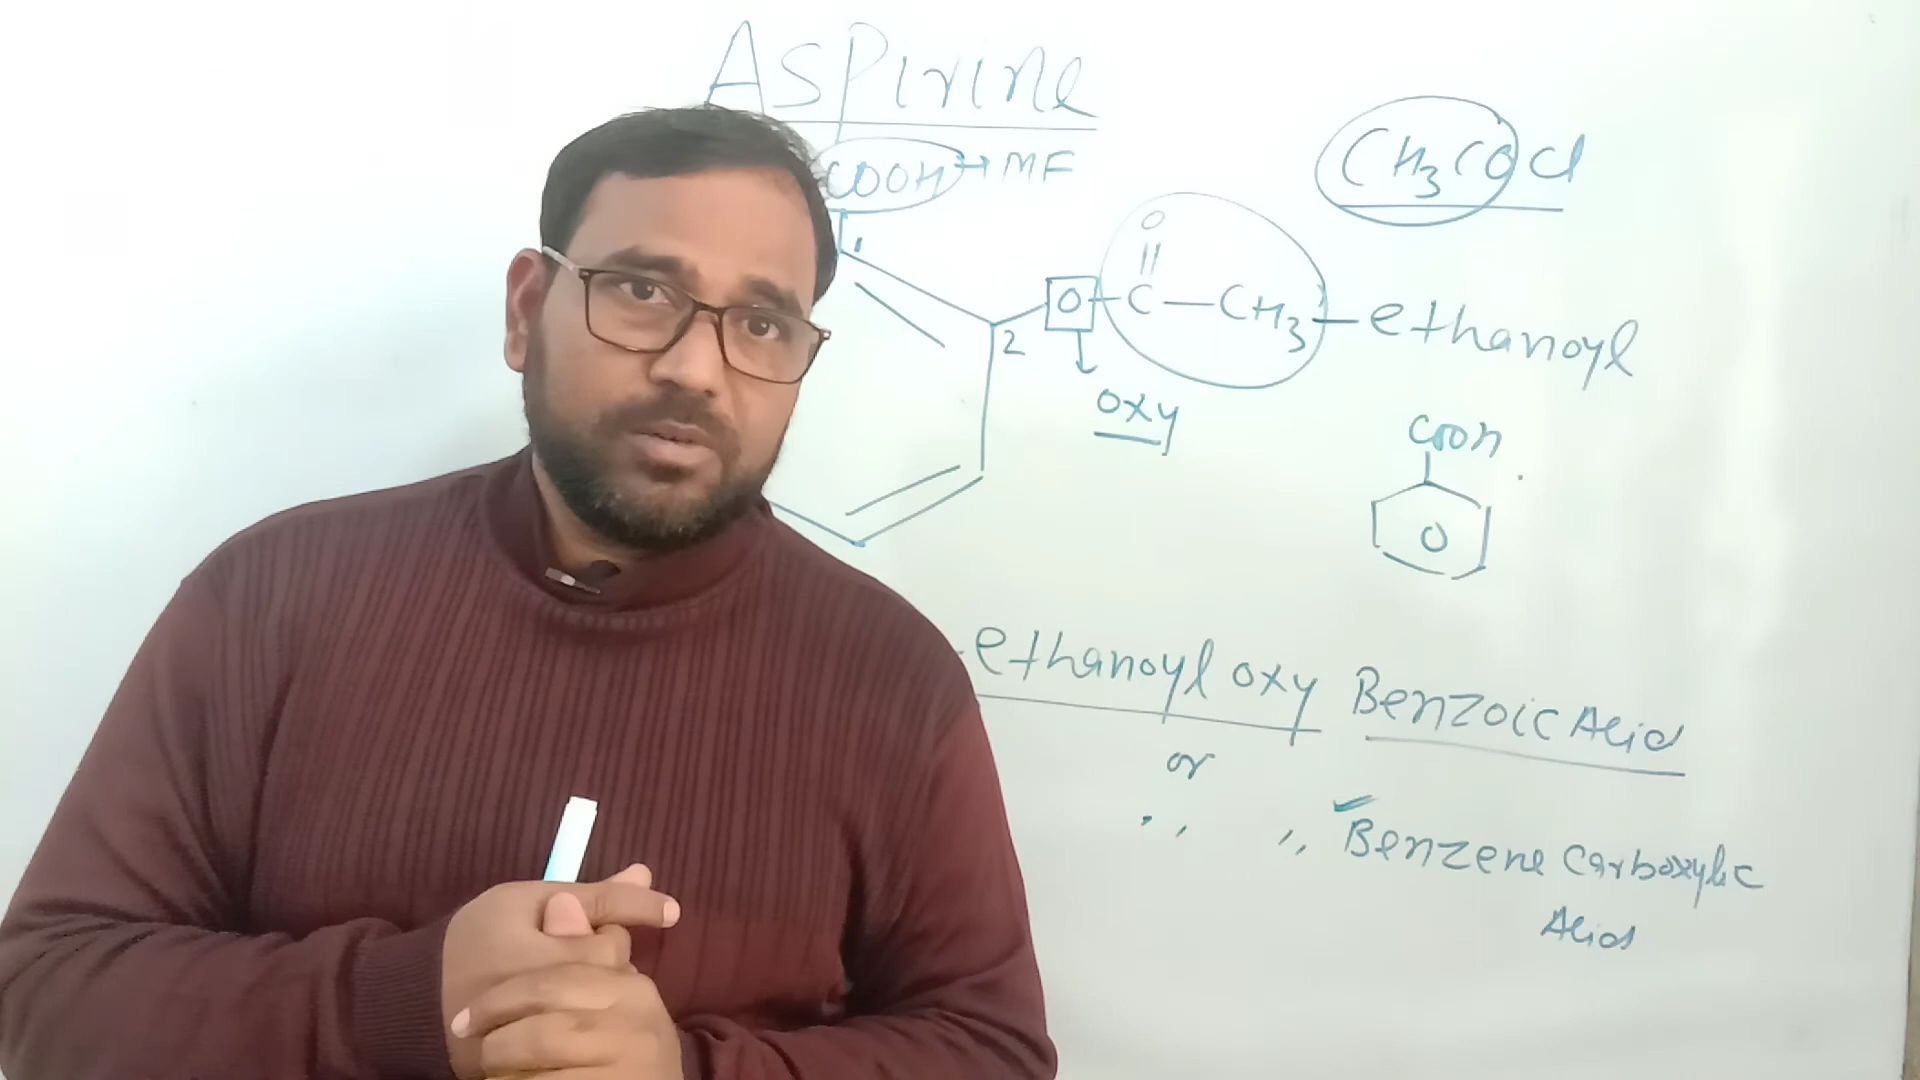 ASPirine
COOH → MF
CH3COCl
1
O
||
2
O - C — CH3 - ethanoyl
oxy
COOH
O
- ethanoyl oxy Benzoic Acid
or
,, ,, Benzene Carboxylic
Acid